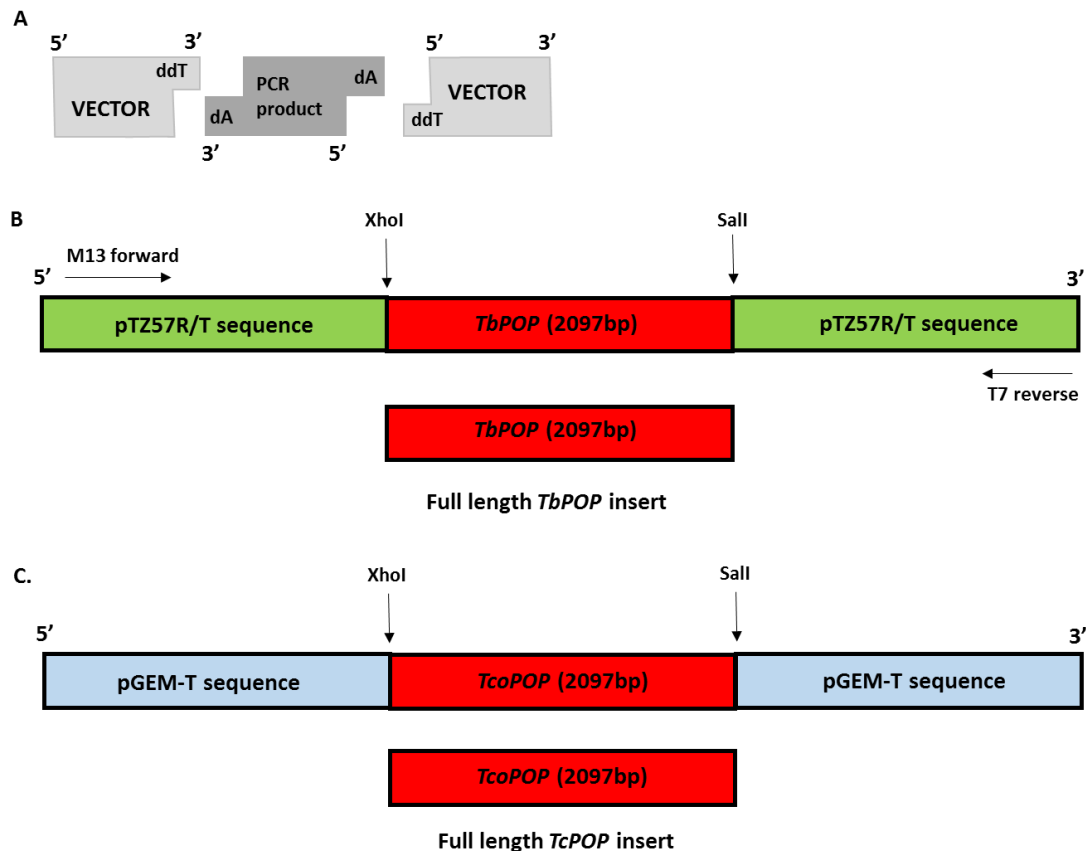 A
5’ 3’ 5’ 3’
ddT
PCR product
dA
VECTOR
VECTOR
dA
ddT
3’ 5’
B
XhoI SalI
M13 forward
5’ 3’
pTZ57R/T sequence TbPOP (2097bp) pTZ57R/T sequence
T7 reverse
TbPOP (2097bp)
Full length TbPOP insert
C.
XhoI SalI
5’ 3’
pGEM-T sequence TcoPOP (2097bp) pGEM-T sequence
TcoPOP (2097bp)
Full length TcPOP insert